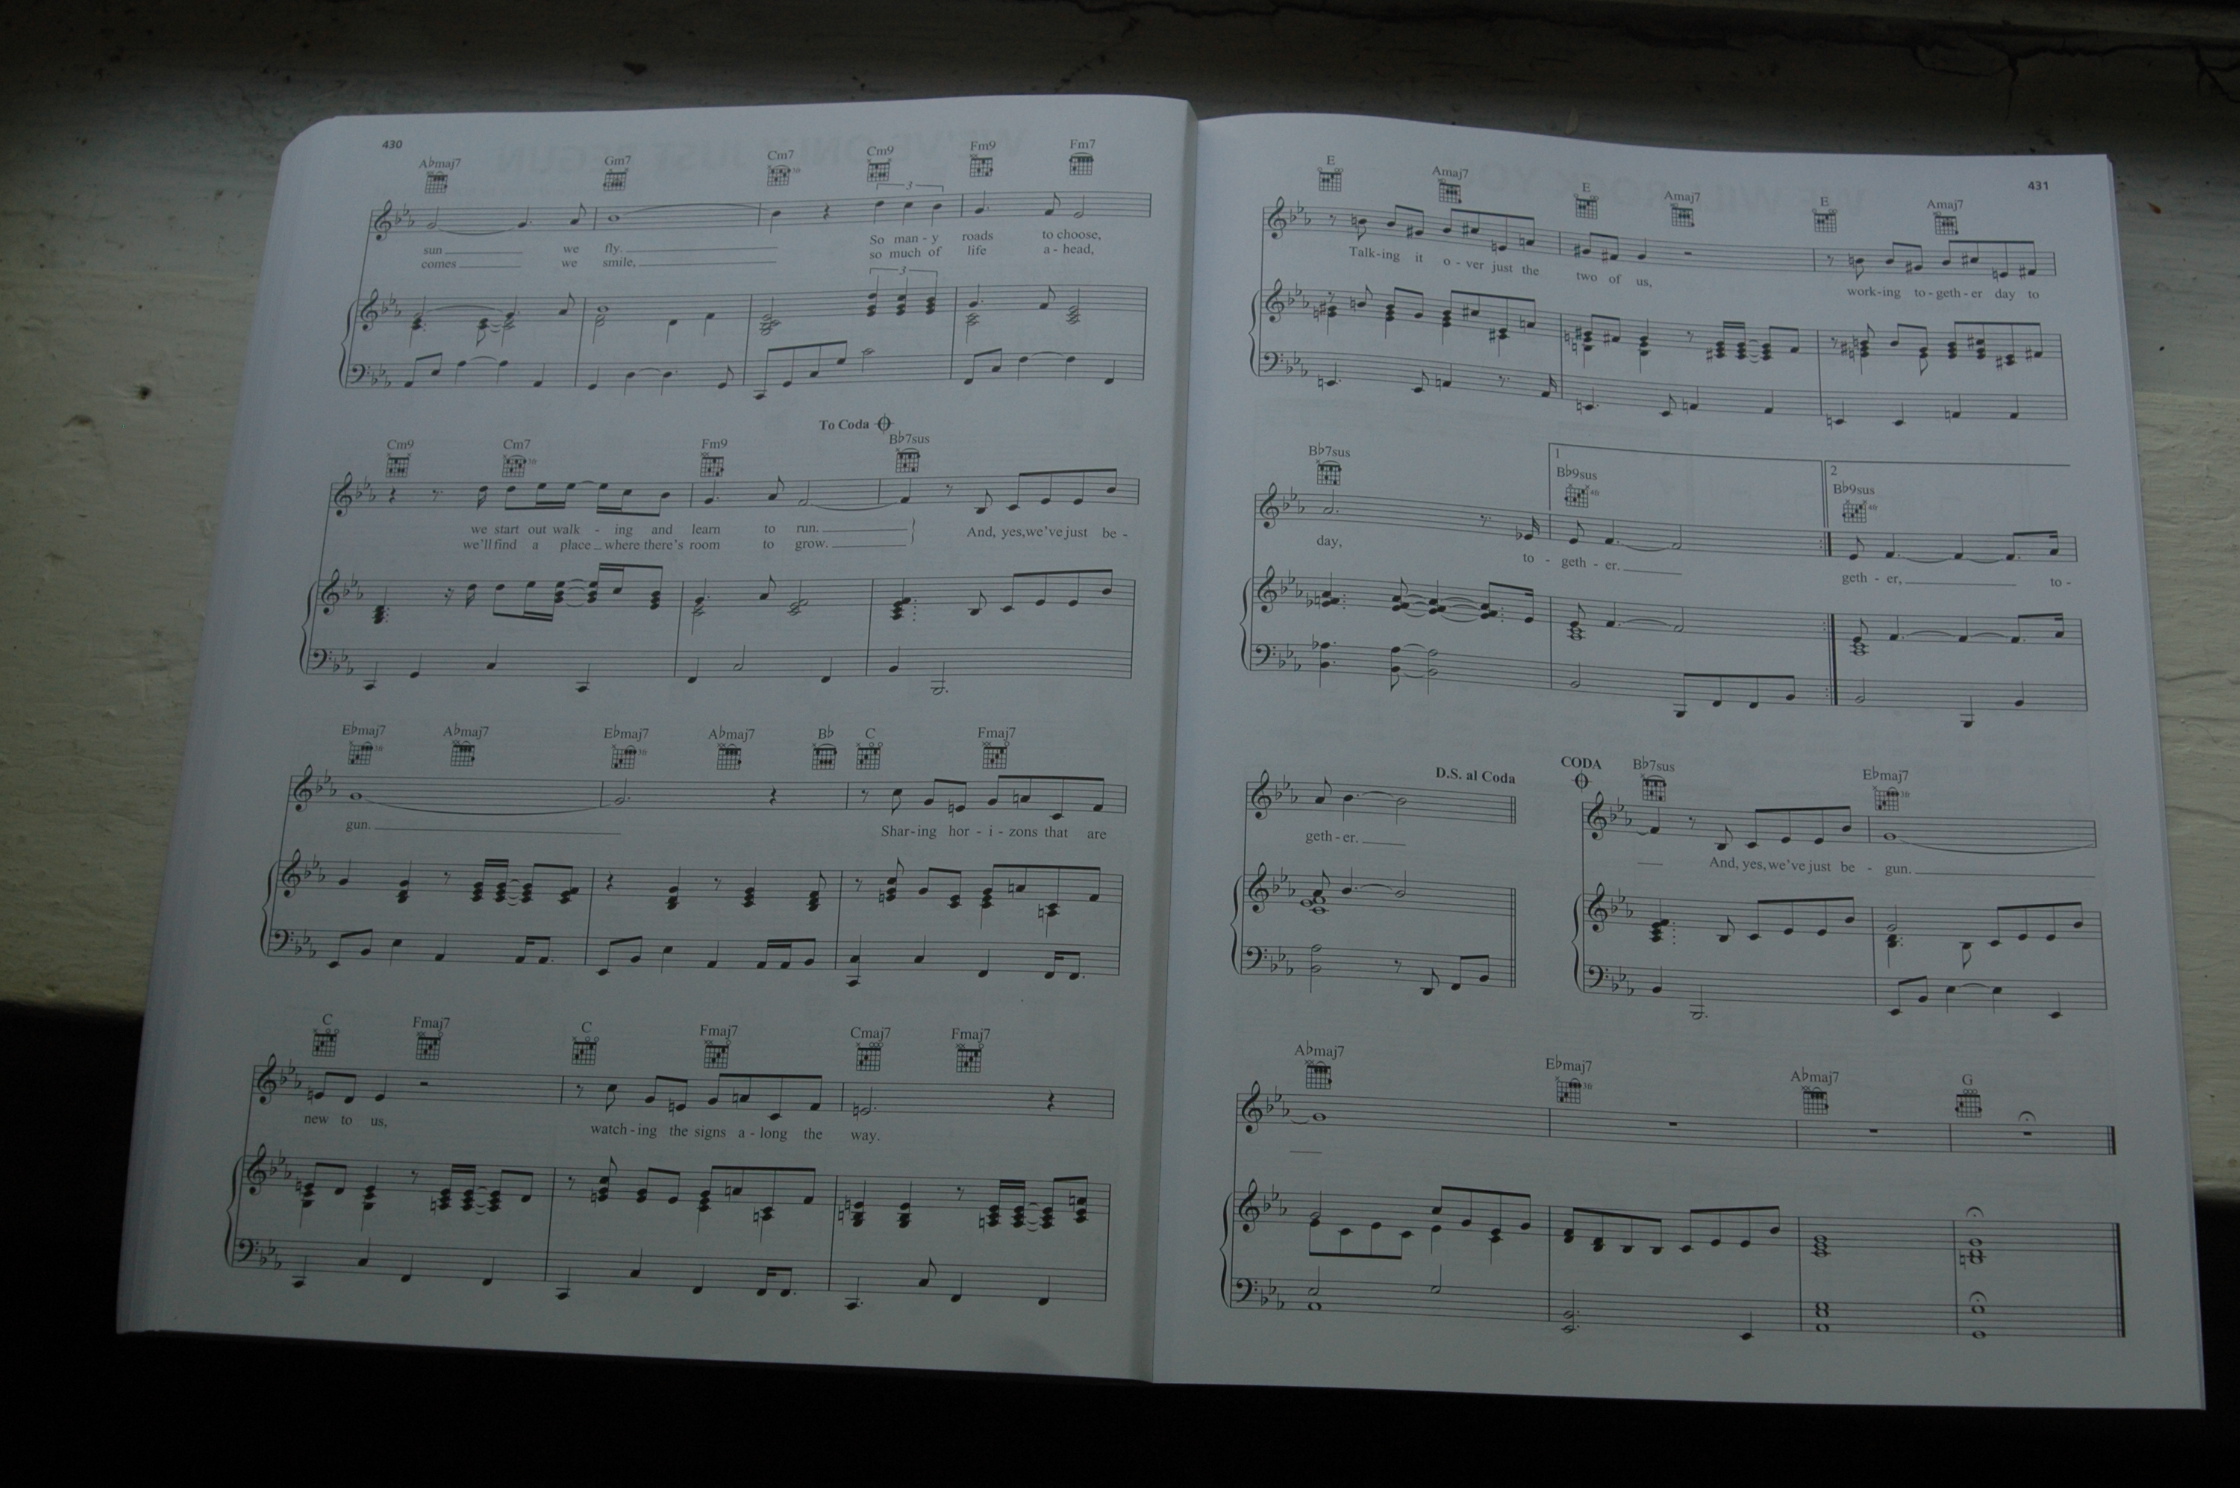 430
A♭maj7 Gm7 Cm7 Cm9 Fm9 Fm7
3
sun we fly. So man - y roads to choose,
comes we smile, so much of life a - head,
3
To Coda
Cm9 Cm7 Fm9 B♭7sus
we start out walk - ing and learn to run. And, yes, we've just be -
we'll find a place where there's room to grow.
E♭maj7 A♭maj7 E♭maj7 A♭maj7 B♭ C Fmaj7
gun. Shar - ing hor - i - zons that are
C Fmaj7 C Fmaj7 Cmaj7 Fmaj7
new to us, watch - ing the signs a - long the way.
431
E Amaj7 E Amaj7 E Amaj7
Talk - ing it o - ver just the two of us, work - ing to - geth - er day to
B♭7sus 1 B♭9sus 2 B♭9sus
day, to - geth - er. geth - er, to -
D.S. al Coda CODA B♭7sus E♭maj7
geth - er. And, yes, we've just be - gun.
A♭maj7 E♭maj7 A♭maj7 G